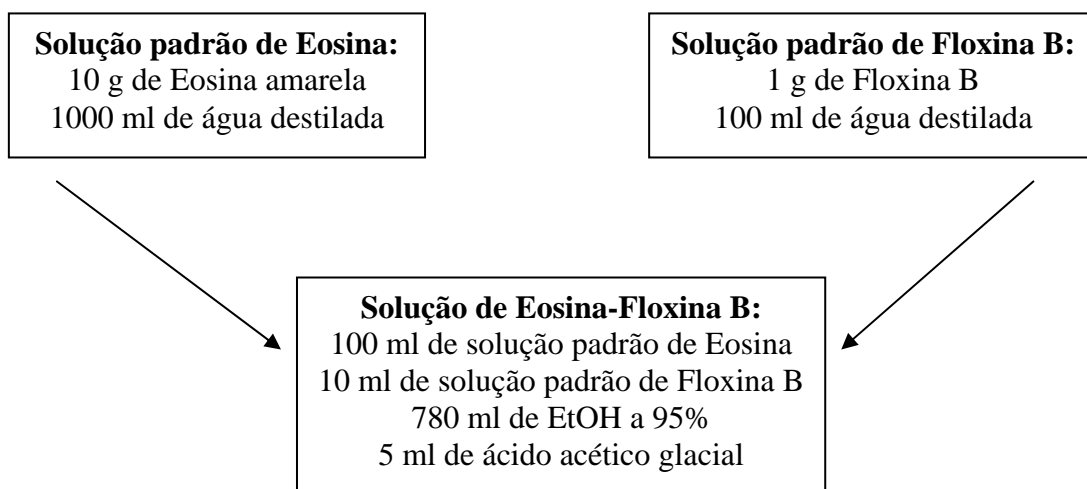 Solução padrão de Eosina:
10 g de Eosina amarela
1000 ml de água destilada
Solução padrão de Floxina B:
1 g de Floxina B
100 ml de água destilada
Solução de Eosina-Floxina B:
100 ml de solução padrão de Eosina
10 ml de solução padrão de Floxina B
780 ml de EtOH a 95%
5 ml de ácido acético glacial